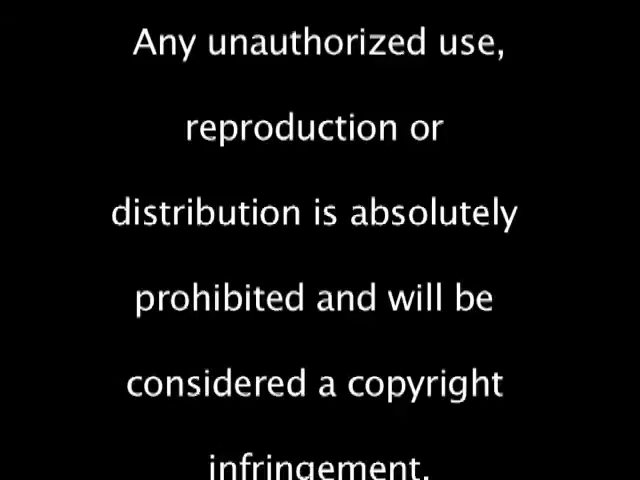 Any unauthorized use,
reproduction or
distribution is absolutely
prohibited and will be
considered a copyright
infringement.